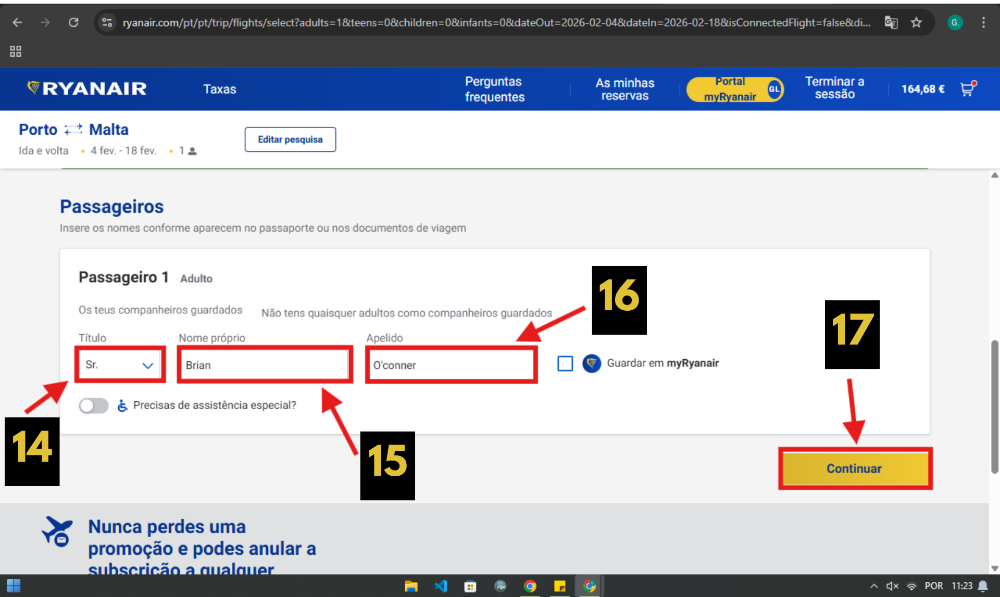 ryanair.com/pt/pt/trip/flights/select?adults=1&teens=0&children=0&infants=0&dateOut=2026-02-04&dateIn=2026-02-18&isConnectedFlight=false&di...
G.
RYANAIR
Taxas
Perguntas
frequentes
As minhas
reservas
Portal
myRyanair
GL
Terminar a
sessão
164,68 €
Porto Malta
Editar pesquisa
Ida e volta • 4 fev. - 18 fev. • 1
Passageiros
Insere os nomes conforme aparecem no passaporte ou nos documentos de viagem
Passageiro 1 Adulto
16
Os teus companheiros guardados
Não tens quaisquer adultos como companheiros guardados
17
Título
Nome próprio
Apelido
Sr.
Brian
O'conner
Guardar em myRyanair
Precisas de assistência especial?
14
15
Continuar
Nunca perdes uma
promoção e podes anular a
subscrição a qualquer
POR 11:23